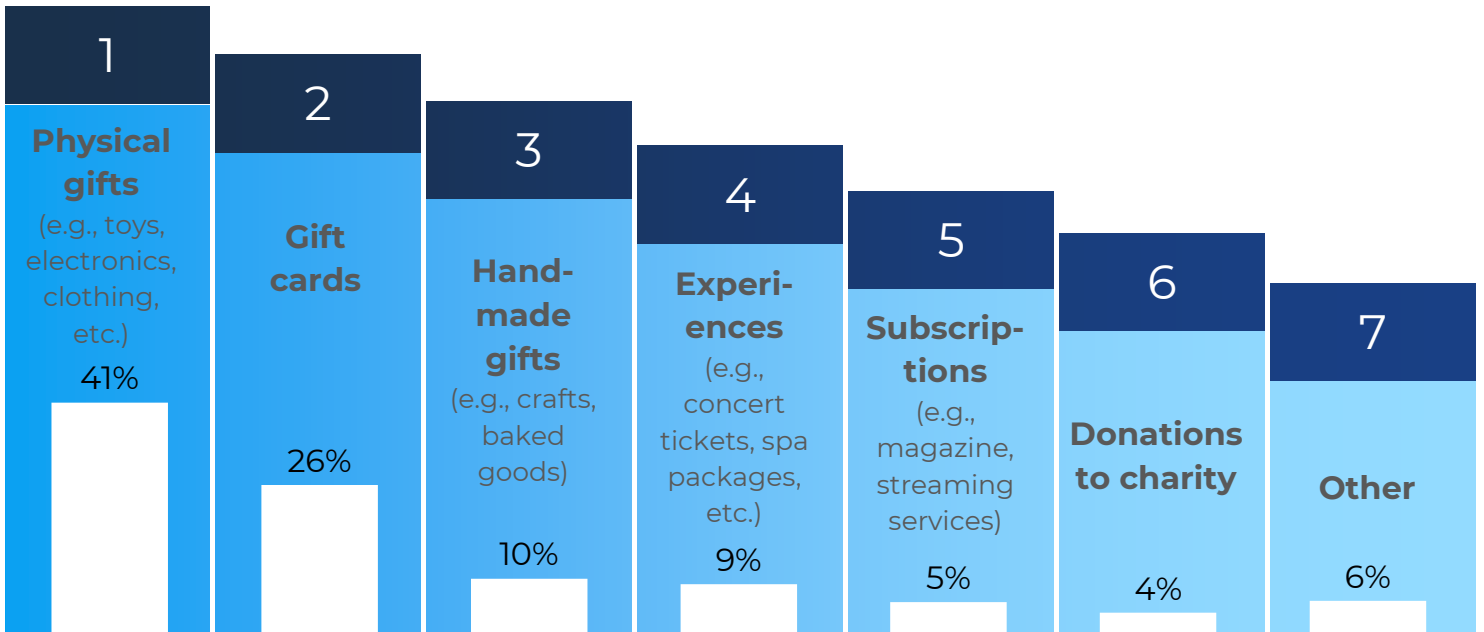 1
Physical
gifts
(e.g., toys,
electronics,
clothing,
etc.)
41%
2
Gift
cards
26%
3
Hand-
made
gifts
(e.g., crafts,
baked
goods)
10%
4
Experi-
ences
(e.g.,
concert
tickets, spa
packages,
etc.)
9%
5
Subscrip-
tions
(e.g.,
magazine,
streaming
services)
5%
6
Donations
to charity
4%
7
Other
6%